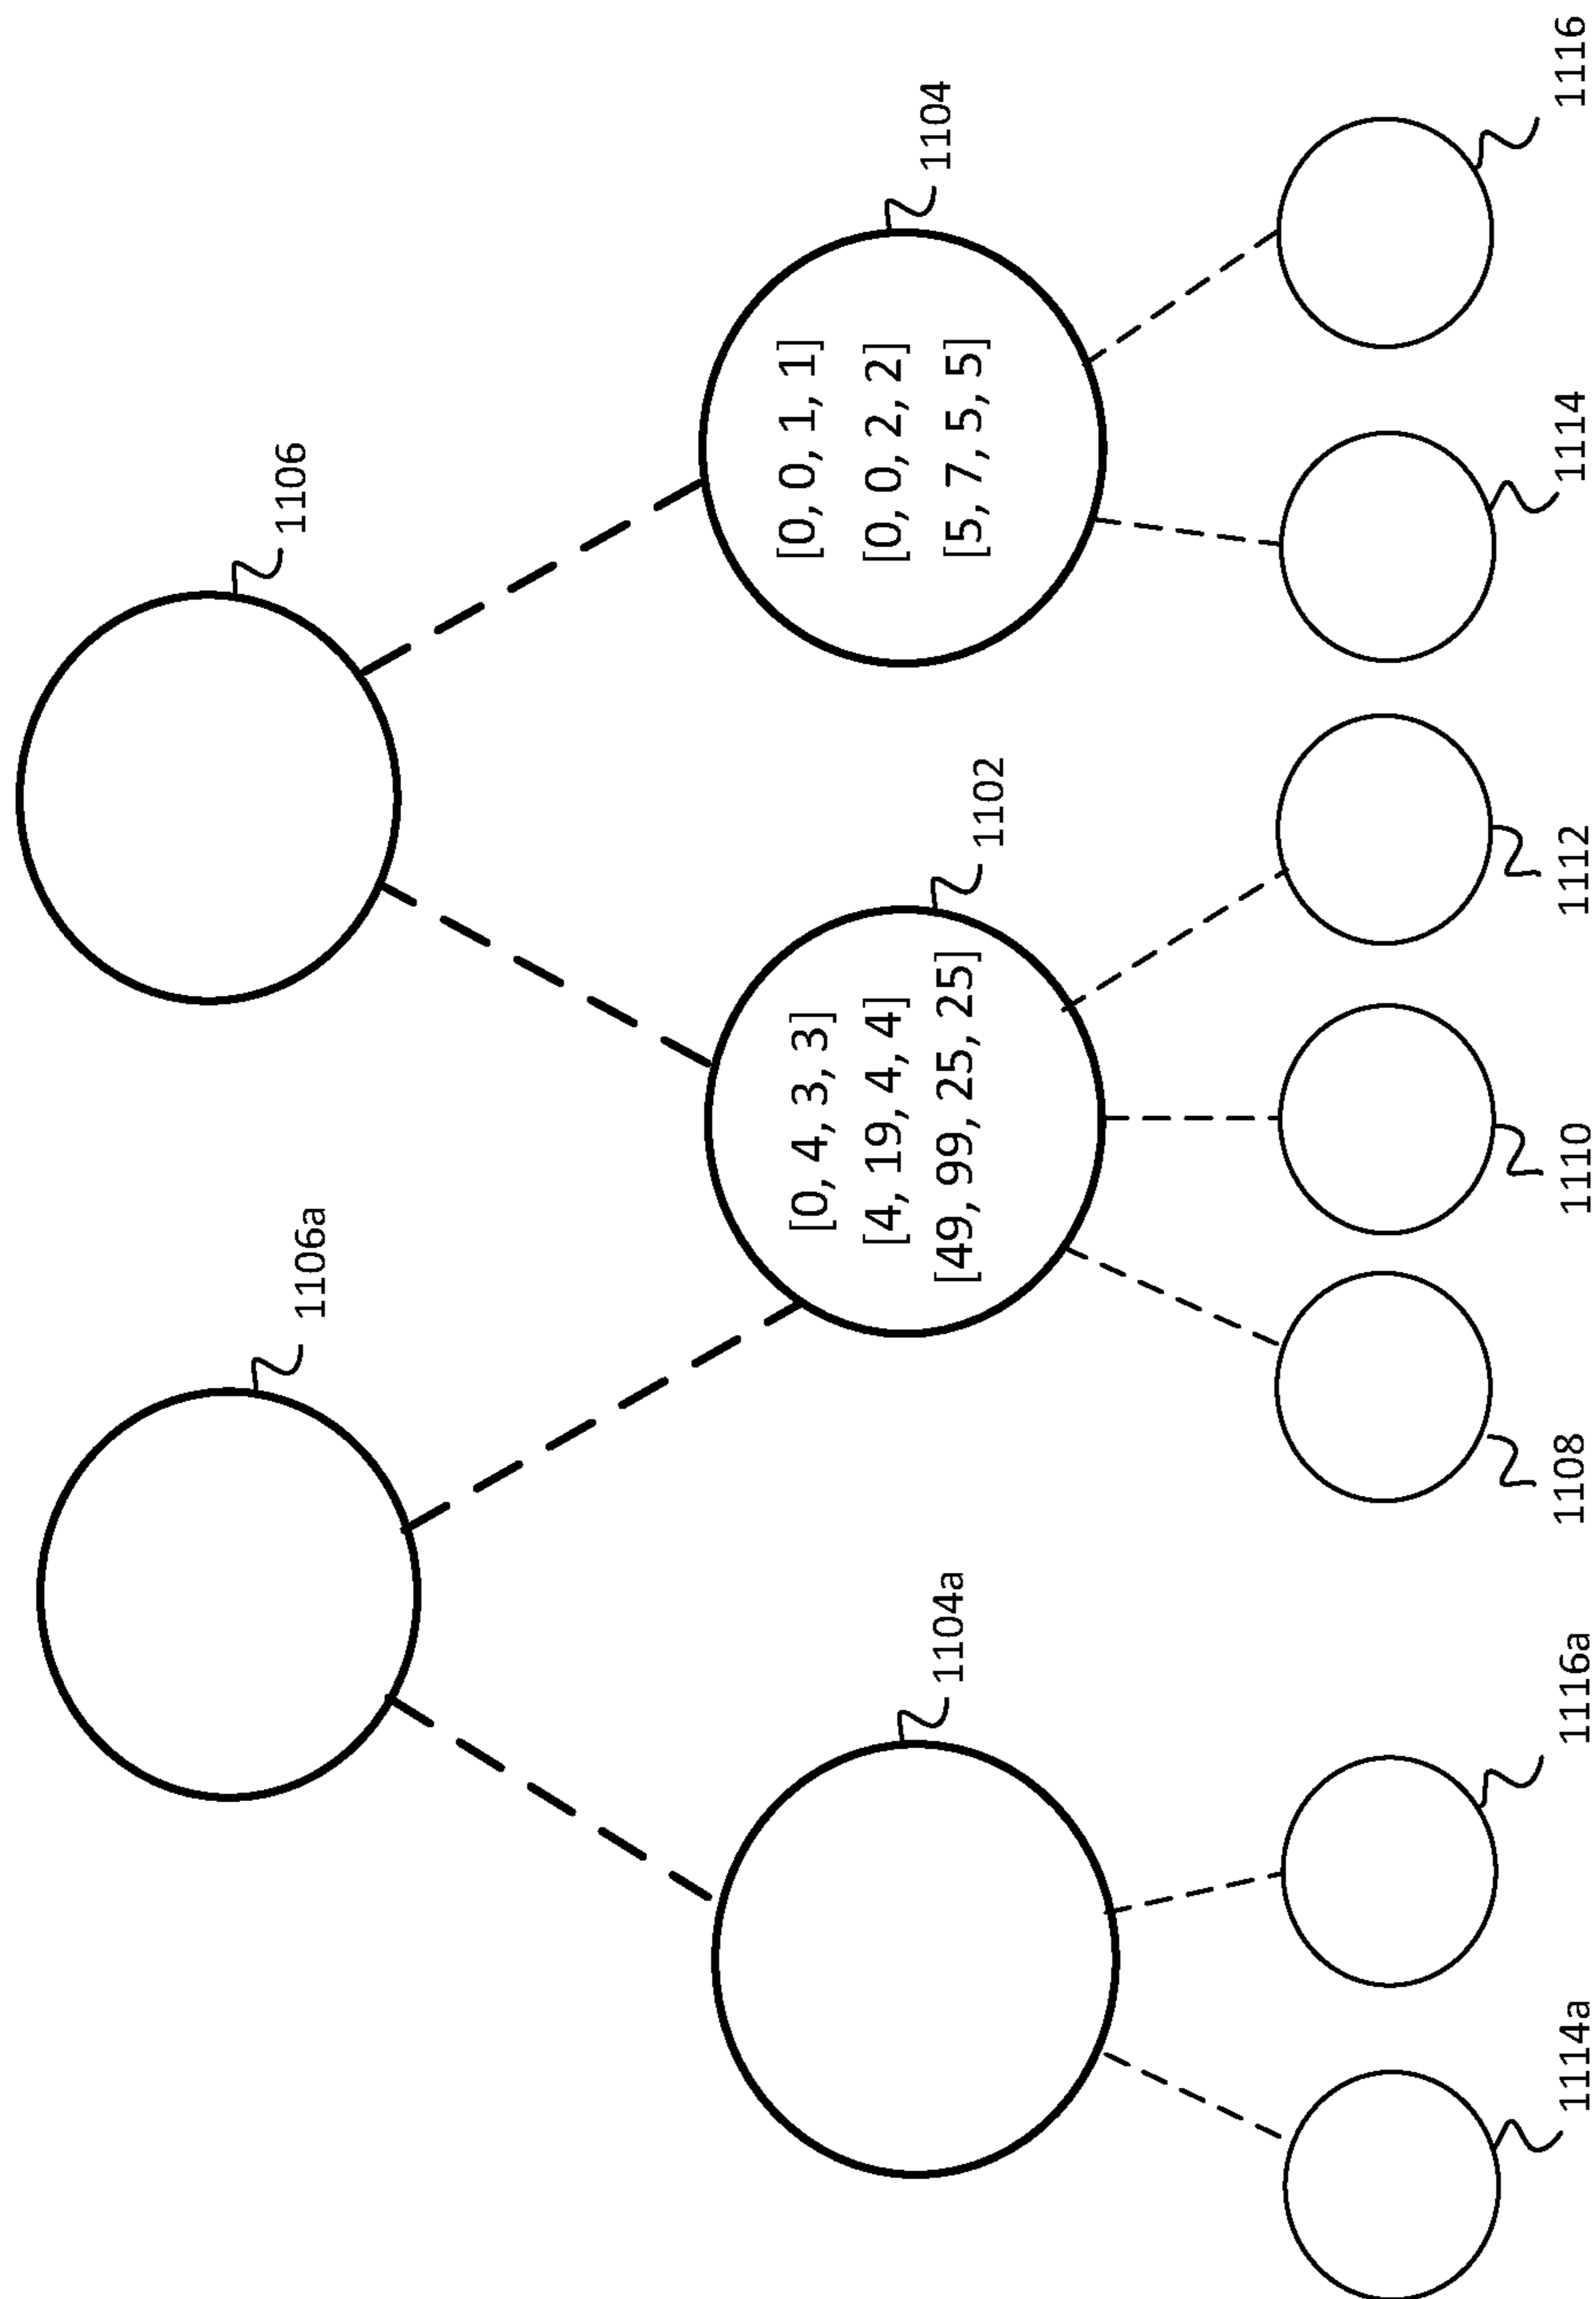 1106a
1106
1104a
1102
[0, 4, 3, 3]
[4, 19, 4, 4]
[49, 99, 25, 25]
1104
[0, 0, 1, 1]
[0, 0, 2, 2]
[5, 7, 5, 5]
1114a
1116a
1108
1110
1112
1114
1116